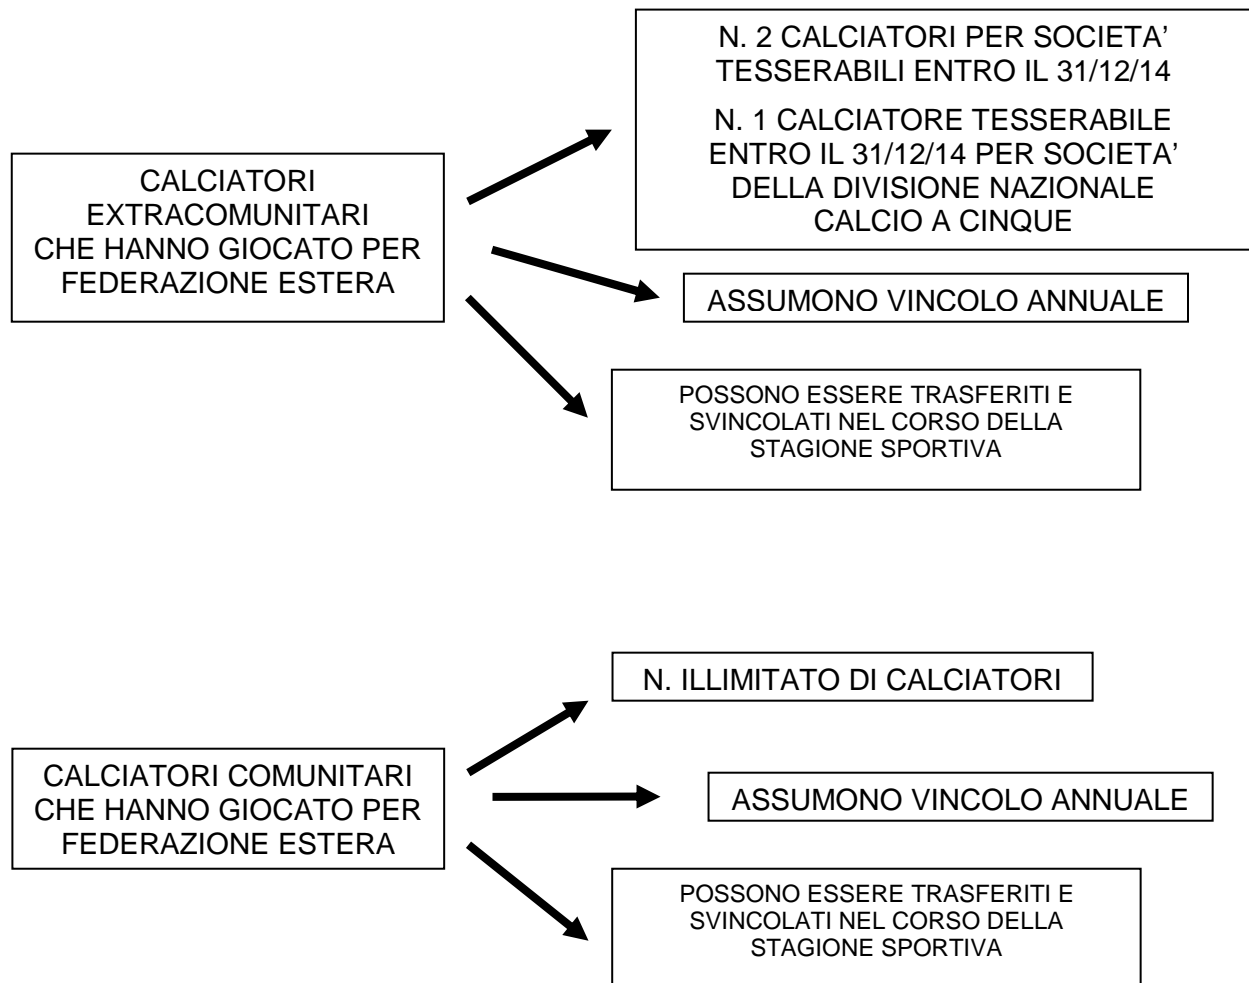 N. 2 CALCIATORI PER SOCIETA'
TESSERABILI ENTRO IL 31/12/14
N. 1 CALCIATORE TESSERABILE
ENTRO IL 31/12/14 PER SOCIETA'
DELLA DIVISIONE NAZIONALE
CALCIO A CINQUE
CALCIATORI
EXTRACOMUNITARI
CHE HANNO GIOCATO PER
FEDERAZIONE ESTERA
ASSUMONO VINCOLO ANNUALE
POSSONO ESSERE TRASFERITI E
SVINCOLATI NEL CORSO DELLA
STAGIONE SPORTIVA
N. ILLIMITATO DI CALCIATORI
CALCIATORI COMUNITARI
CHE HANNO GIOCATO PER
FEDERAZIONE ESTERA
ASSUMONO VINCOLO ANNUALE
POSSONO ESSERE TRASFERITI E
SVINCOLATI NEL CORSO DELLA
STAGIONE SPORTIVA